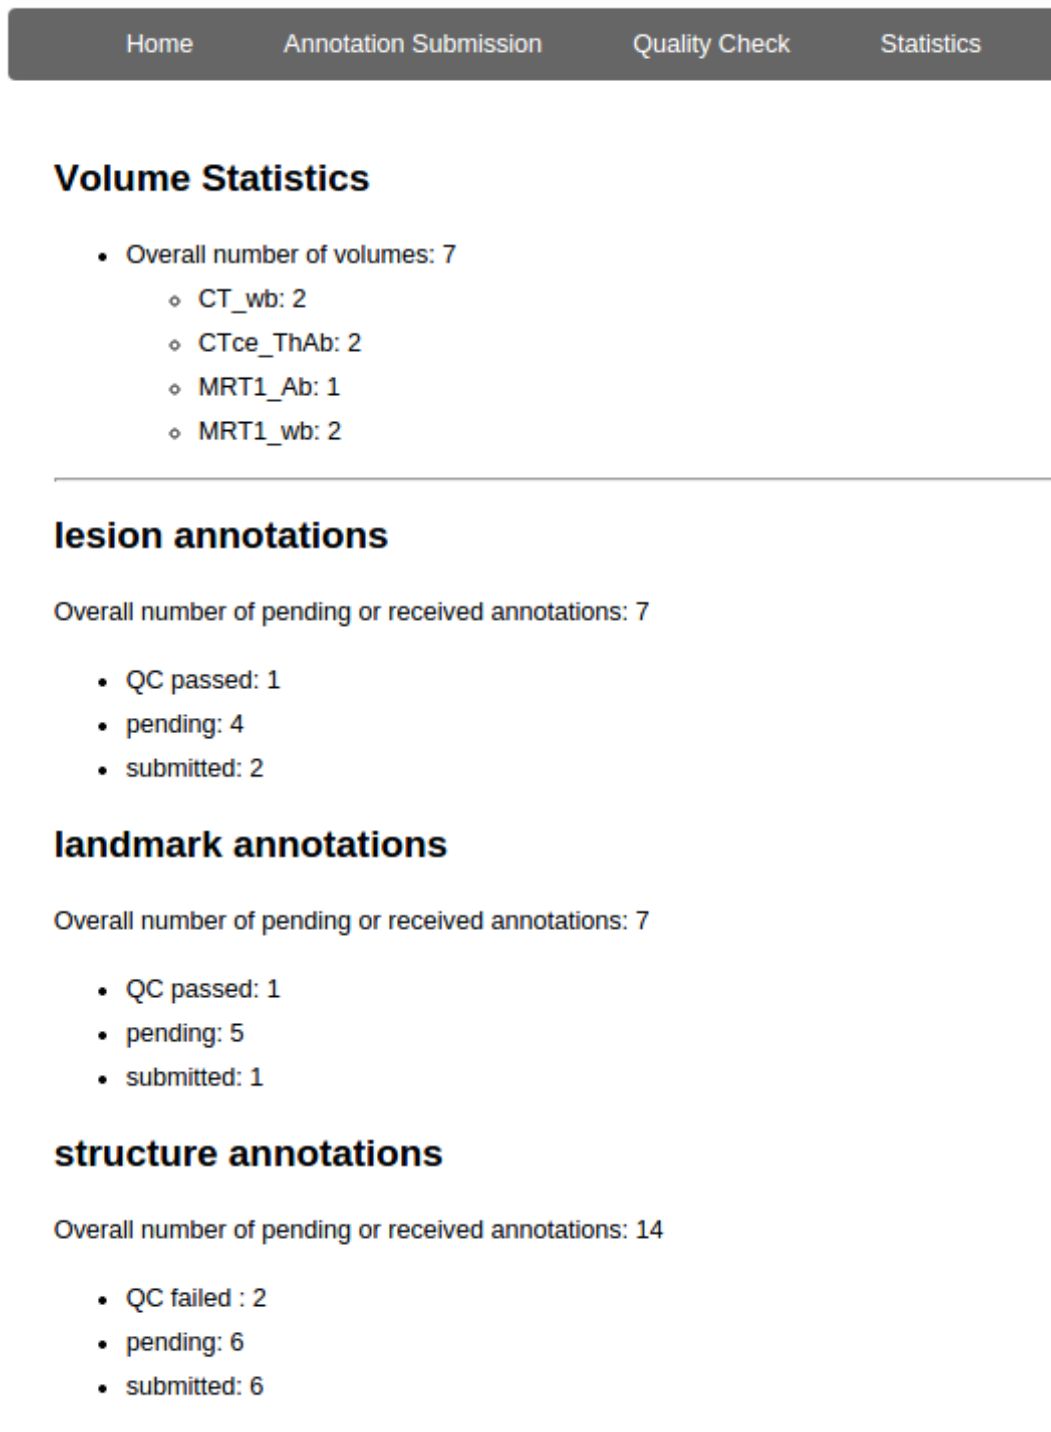 Home Annotation Submission Quality Check Statistics
Volume Statistics
Overall number of volumes: 7
CT_wb: 2
CTce_ThAb: 2
MRT1_Ab: 1
MRT1_wb: 2
lesion annotations
Overall number of pending or received annotations: 7
QC passed: 1
pending: 4
submitted: 2
landmark annotations
Overall number of pending or received annotations: 7
QC passed: 1
pending: 5
submitted: 1
structure annotations
Overall number of pending or received annotations: 14
QC failed : 2
pending: 6
submitted: 6